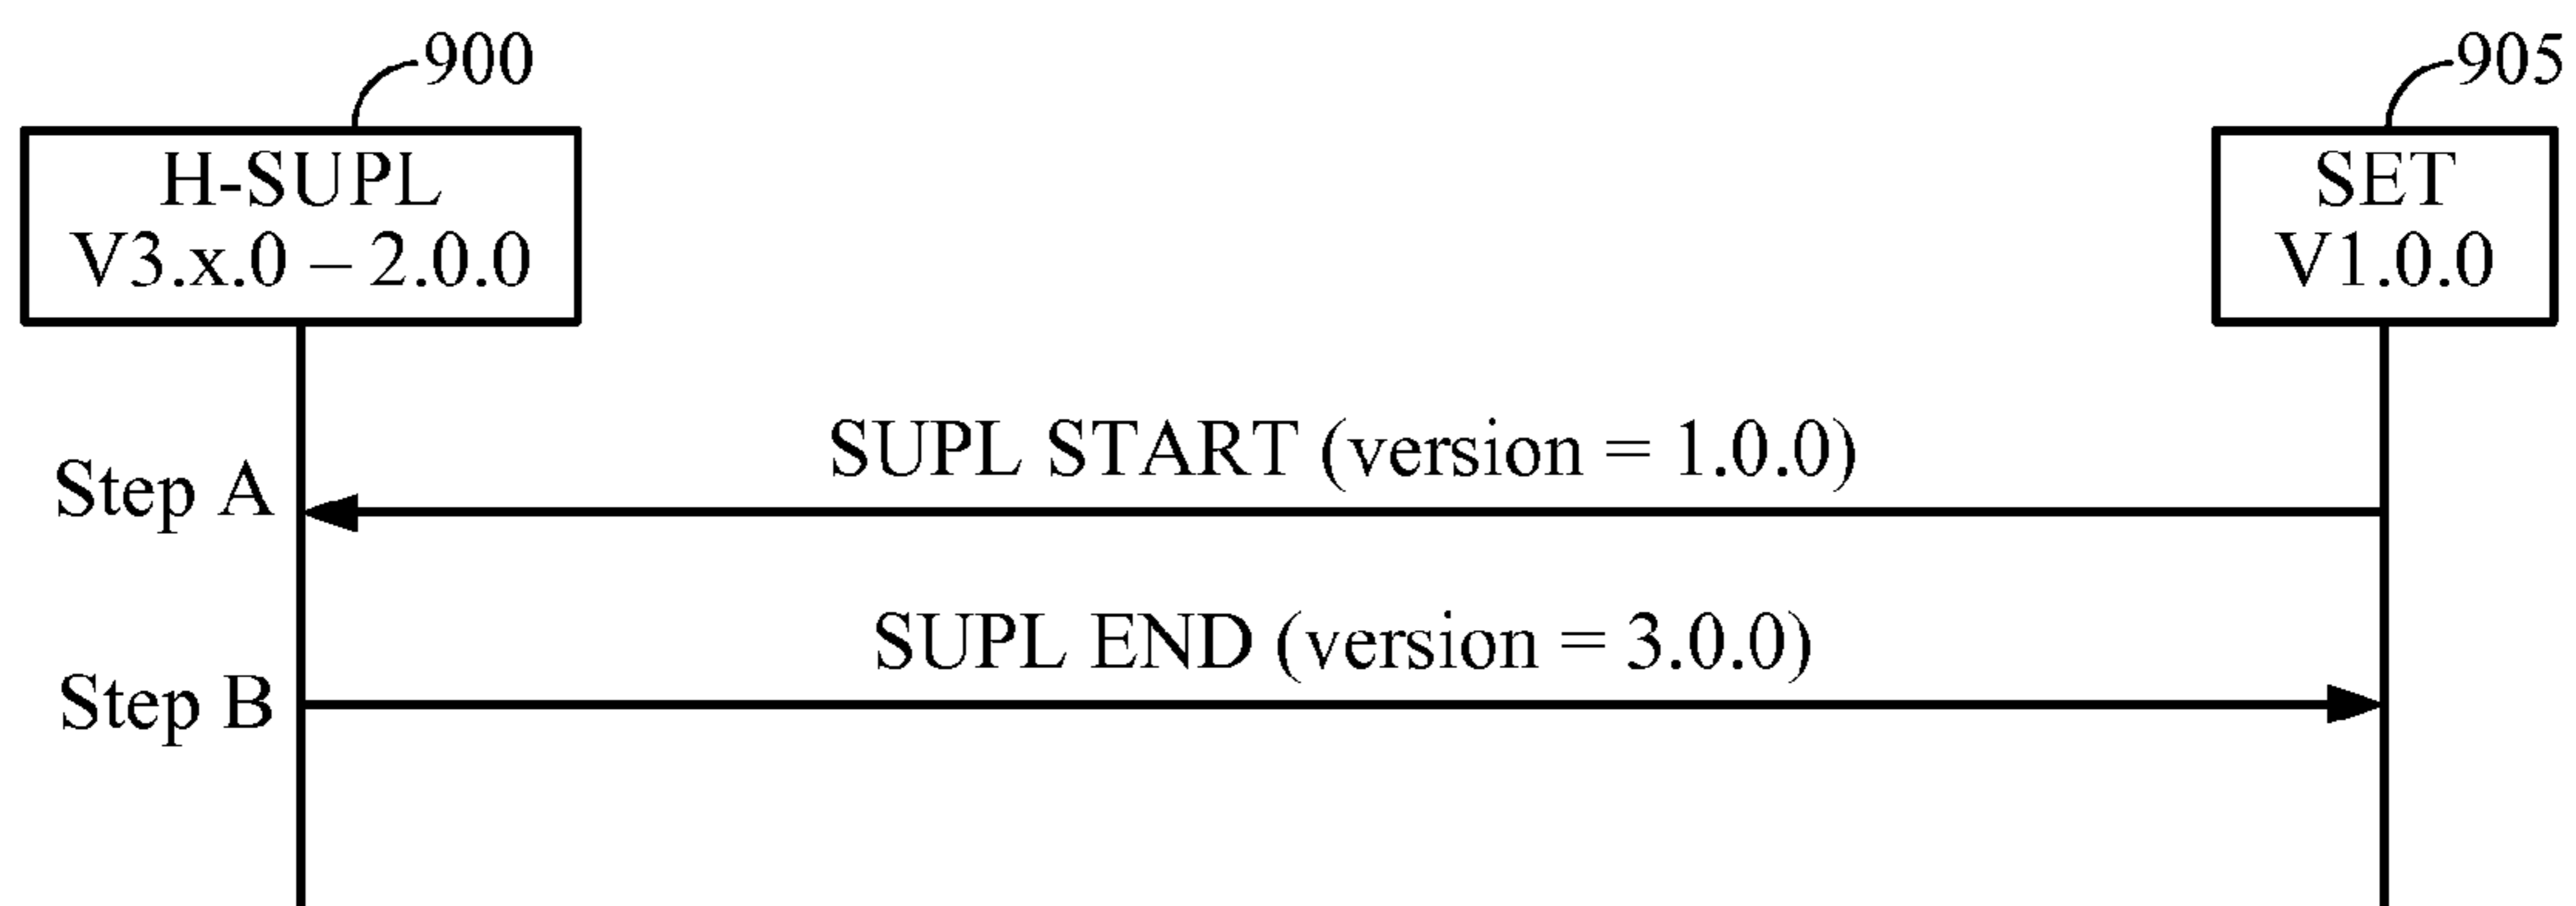 900
905
H-SUPL
V3.x.0 – 2.0.0
SET
V1.0.0
SUPL START (version = 1.0.0)
Step A
SUPL END (version = 3.0.0)
Step B